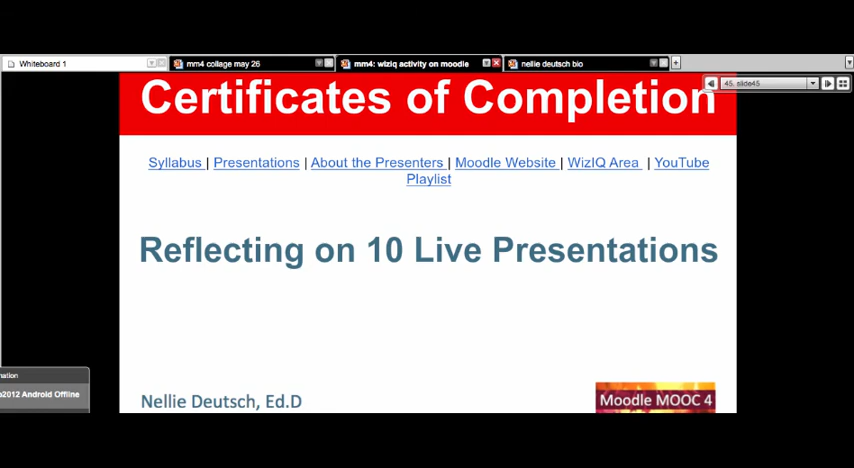 Whiteboard 1
mm4 collage may 26
mm4: wiziq activity on moodle
nellie deutsch bio
45. slide45
Certificates of Completion
Syllabus | Presentations | About the Presenters | Moodle Website | WizIQ Area | YouTube
Playlist
Reflecting on 10 Live Presentations
2012 Android Offline
Nellie Deutsch, Ed.D
Moodle MOOC 4